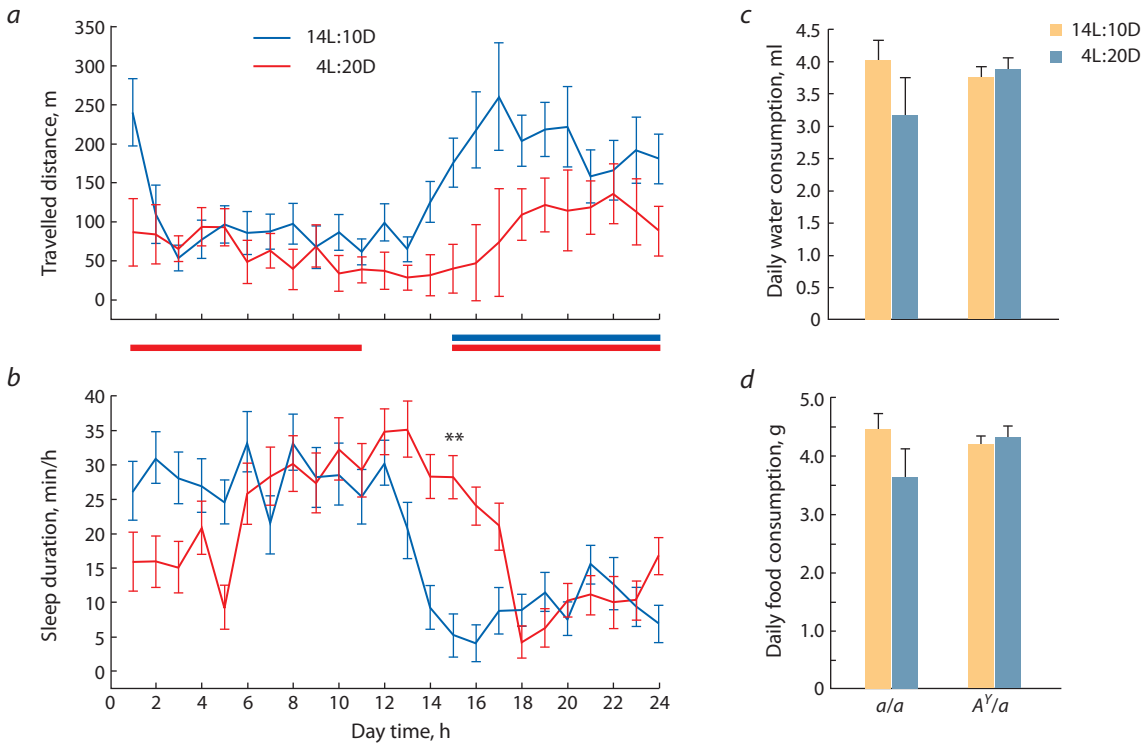 a
Travelled distance, m
350
300
250
200
150
100
50
0
14L:10D
4L:20D
b
Sleep duration, min/h
40
35
30
25
20
15
10
5
0
**
0 2 4 6 8 10 12 14 16 18 20 22 24
Day time, h
c
Daily water consumption, ml
4.5
4.0
3.5
3.0
2.5
2.0
1.5
1.0
0.5
0
14L:10D
4L:20D
d
Daily food consumption, g
5.0
4.0
3.0
2.0
1.0
0
a/a A^Y/a